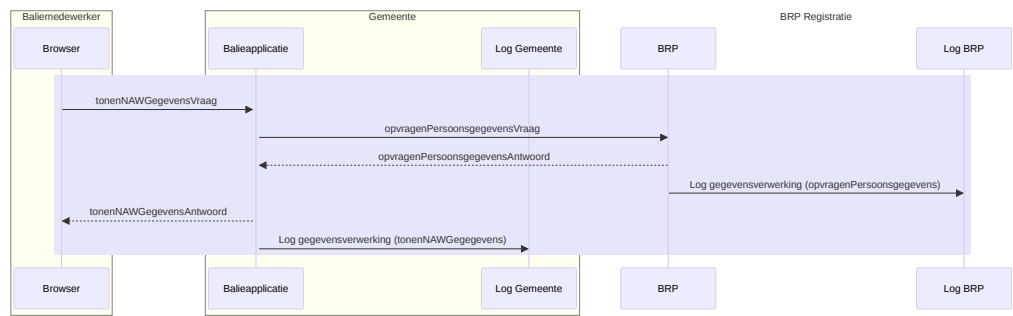 Baliemedewerker
Gemeente
BRP Registratie
Browser
Balieapplicatie
Log Gemeente
BRP
Log BRP
tonenNAWGegevensVraag
opvragenPersoonsgegevensVraag
opvragenPersoonsgegevensAntwoord
Log gegevensverwerking (opvragenPersoonsgegevens)
tonenNAWGegevensAntwoord
Log gegevensverwerking (tonenNAWGegegevens)
Browser
Balieapplicatie
Log Gemeente
BRP
Log BRP